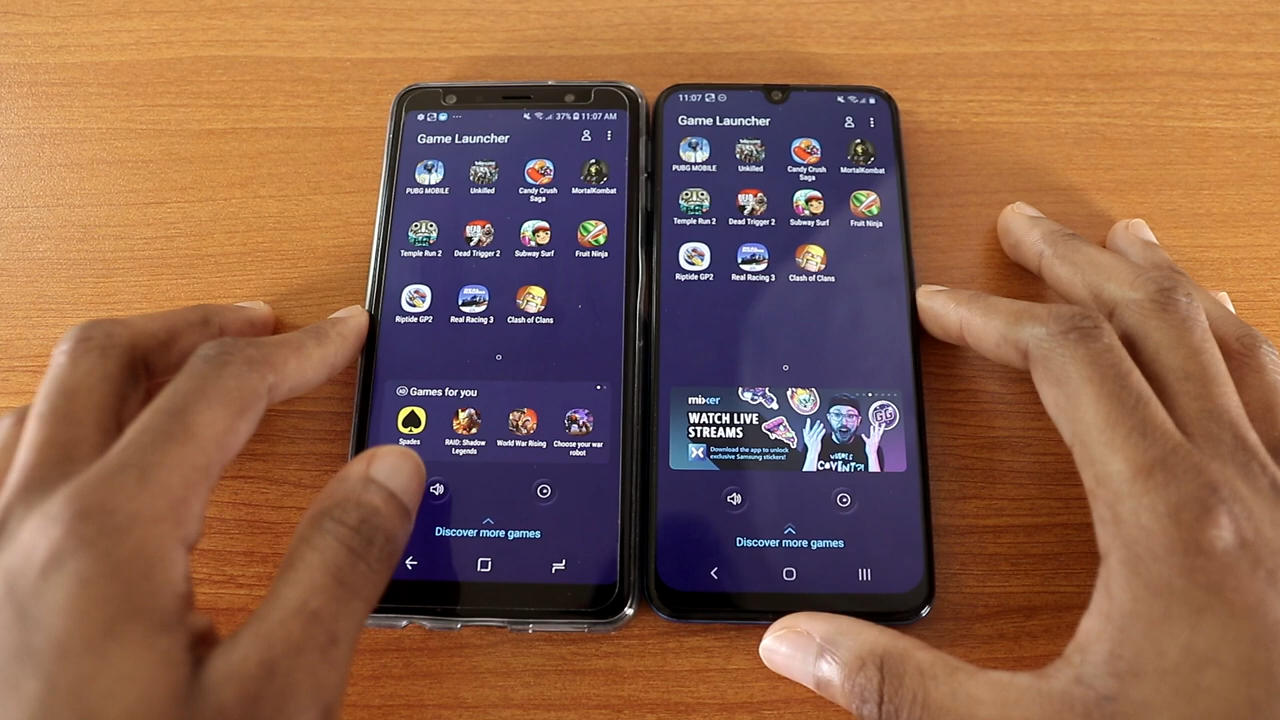 37% 11:07 AM
Game Launcher
PUBG MOBILE
Unkilled
Candy Crush
Saga
MortalKombat
Temple Run 2
Dead Trigger 2
Subway Surf
Fruit Ninja
Riptide GP2
Real Racing 3
Clash of Clans
Games for you
Spades
RAID: Shadow
Legends
World War Rising
Choose your war
robot
Discover more games
11:07
Game Launcher
PUBG MOBILE
Unkilled
Candy Crush
Saga
MortalKombat
Temple Run 2
Dead Trigger 2
Subway Surf
Fruit Ninja
Riptide GP2
Real Racing 3
Clash of Clans
mixer
WATCH LIVE
STREAMS
Download the app to unlock
exclusive Samsung stickers!
GG
Discover more games